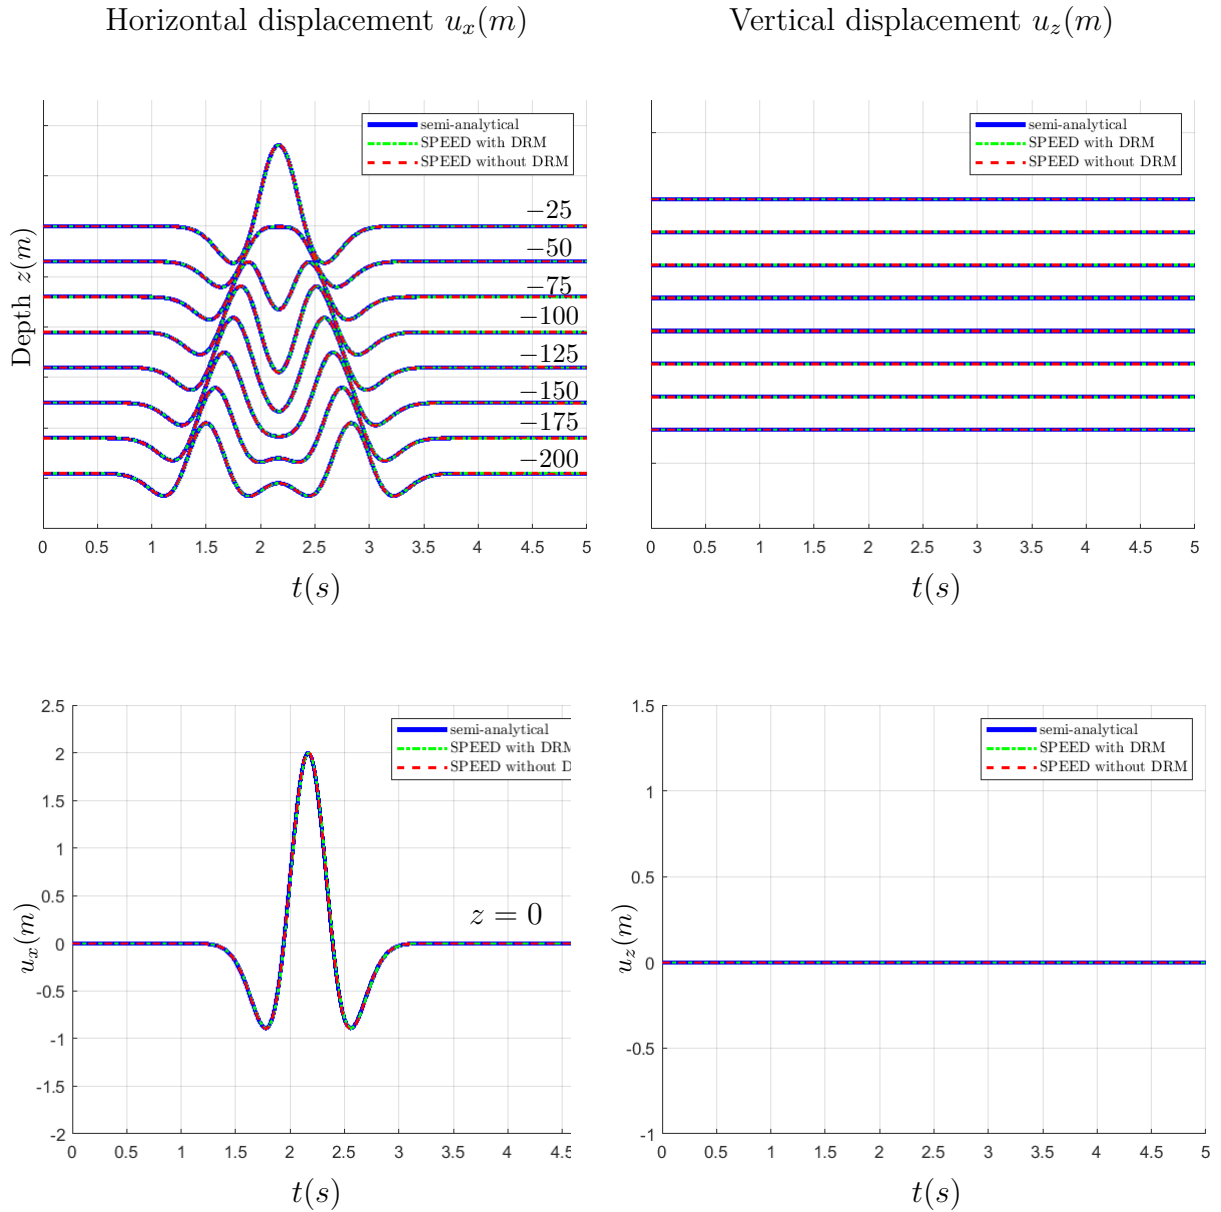 Horizontal displacement u_x(m)
Vertical displacement u_z(m)
semi-analytical
SPEED with DRM
SPEED without DRM
−25
−50
−75
−100
−125
−150
−175
−200
Depth z(m)
0 0.5 1 1.5 2 2.5 3 3.5 4 4.5 5
t(s)
semi-analytical
SPEED with DRM
SPEED without DRM
0 0.5 1 1.5 2 2.5 3 3.5 4 4.5 5
t(s)
2.5
2
1.5
1
0.5
0
-0.5
-1
-1.5
-2
u_x(m)
semi-analytical
SPEED with DRM
SPEED without D
z = 0
0 0.5 1 1.5 2 2.5 3 3.5 4 4.5
t(s)
1.5
1
0.5
0
-0.5
-1
u_z(m)
semi-analytical
SPEED with DRM
SPEED without DRM
0 0.5 1 1.5 2 2.5 3 3.5 4 4.5 5
t(s)